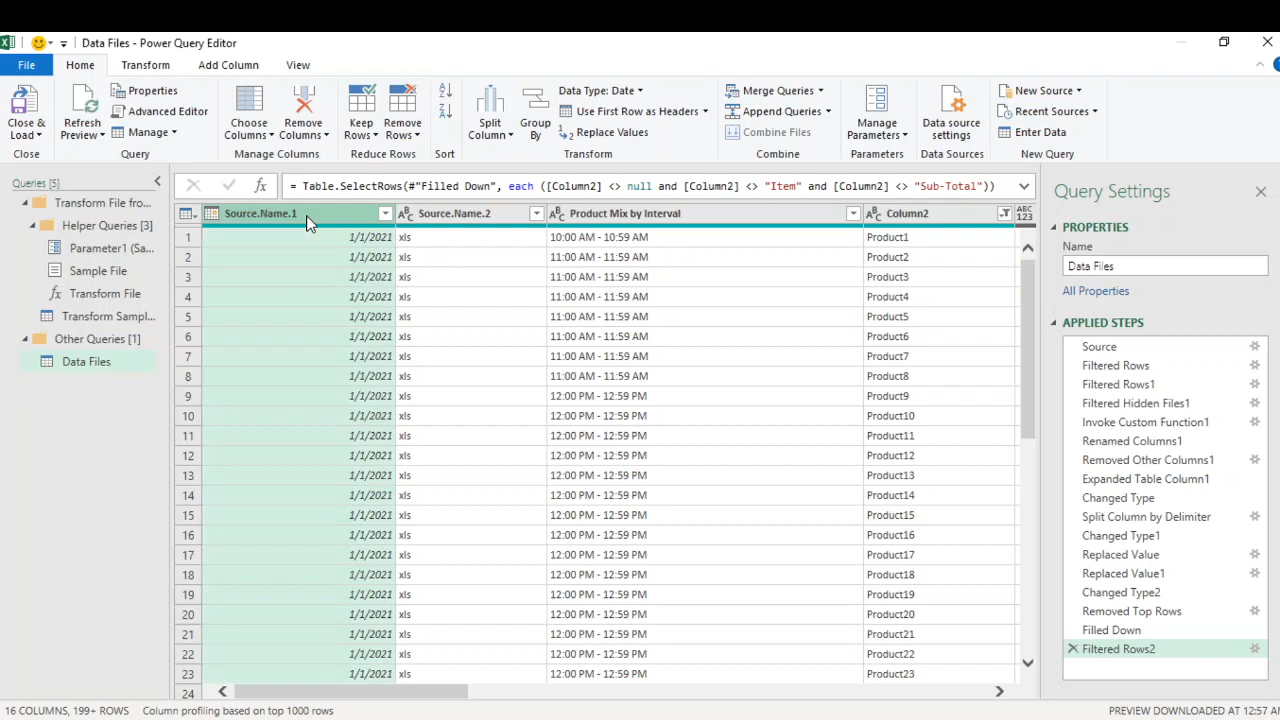 Data Files - Power Query Editor
File Home Transform Add Column View
Close & Load
Close
Refresh Preview
Properties
Advanced Editor
Manage
Query
Choose Columns
Remove Columns
Manage Columns
Keep Rows
Remove Rows
Reduce Rows
Sort
Split Column
Group By
Data Type: Date
Use First Row as Headers
Replace Values
Transform
Merge Queries
Append Queries
Combine Files
Combine
Manage Parameters
Parameters
Data source settings
Data Sources
New Source
Recent Sources
Enter Data
New Query
Queries [5]
Transform File fro...
Helper Queries [3]
Parameter1 (Sa...
Sample File
fx Transform File
Transform Sampl...
Other Queries [1]
Data Files
fx = Table.SelectRows(#"Filled Down", each ([Column2] <> null and [Column2] <> "Item" and [Column2] <> "Sub-Total"))
Source.Name.1 ABC Source.Name.2 ABC Product Mix by Interval ABC Column2 ABC 123
1 1/1/2021 xls 10:00 AM - 10:59 AM Product1
2 1/1/2021 xls 11:00 AM - 11:59 AM Product2
3 1/1/2021 xls 11:00 AM - 11:59 AM Product3
4 1/1/2021 xls 11:00 AM - 11:59 AM Product4
5 1/1/2021 xls 11:00 AM - 11:59 AM Product5
6 1/1/2021 xls 11:00 AM - 11:59 AM Product6
7 1/1/2021 xls 11:00 AM - 11:59 AM Product7
8 1/1/2021 xls 11:00 AM - 11:59 AM Product8
9 1/1/2021 xls 12:00 PM - 12:59 PM Product9
10 1/1/2021 xls 12:00 PM - 12:59 PM Product10
11 1/1/2021 xls 12:00 PM - 12:59 PM Product11
12 1/1/2021 xls 12:00 PM - 12:59 PM Product12
13 1/1/2021 xls 12:00 PM - 12:59 PM Product13
14 1/1/2021 xls 12:00 PM - 12:59 PM Product14
15 1/1/2021 xls 12:00 PM - 12:59 PM Product15
16 1/1/2021 xls 12:00 PM - 12:59 PM Product16
17 1/1/2021 xls 12:00 PM - 12:59 PM Product17
18 1/1/2021 xls 12:00 PM - 12:59 PM Product18
19 1/1/2021 xls 12:00 PM - 12:59 PM Product19
20 1/1/2021 xls 12:00 PM - 12:59 PM Product20
21 1/1/2021 xls 12:00 PM - 12:59 PM Product21
22 1/1/2021 xls 12:00 PM - 12:59 PM Product22
23 1/1/2021 xls 12:00 PM - 12:59 PM Product23
24
Query Settings
PROPERTIES
Name
Data Files
All Properties
APPLIED STEPS
Source
Filtered Rows
Filtered Rows1
Filtered Hidden Files1
Invoke Custom Function1
Renamed Columns1
Removed Other Columns1
Expanded Table Column1
Changed Type
Split Column by Delimiter
Changed Type1
Replaced Value
Replaced Value1
Changed Type2
Removed Top Rows
Filled Down
Filtered Rows2
16 COLUMNS, 199+ ROWS Column profiling based on top 1000 rows PREVIEW DOWNLOADED AT 12:57 A